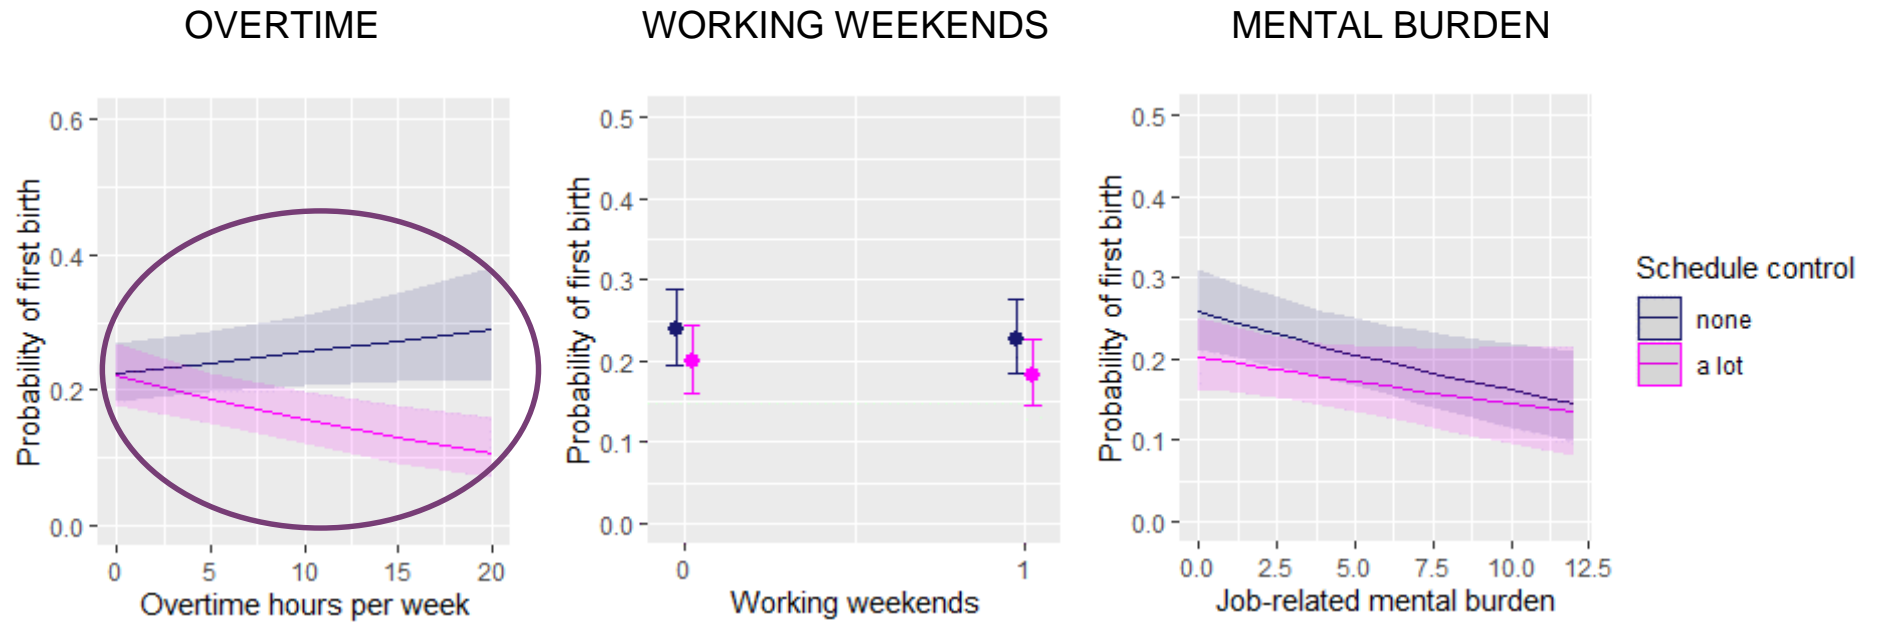 OVERTIME
WORKING WEEKENDS
MENTAL BURDEN
Probability of first birth
0.6
0.4
0.2
0.0
0 5 10 15 20
Overtime hours per week
Probability of first birth
0.5
0.4
0.3
0.2
0.1
0.0
0 1
Working weekends
Probability of first birth
0.5
0.4
0.3
0.2
0.1
0.0
0.0 2.5 5.0 7.5 10.0 12.5
Job-related mental burden
Schedule control
none
a lot